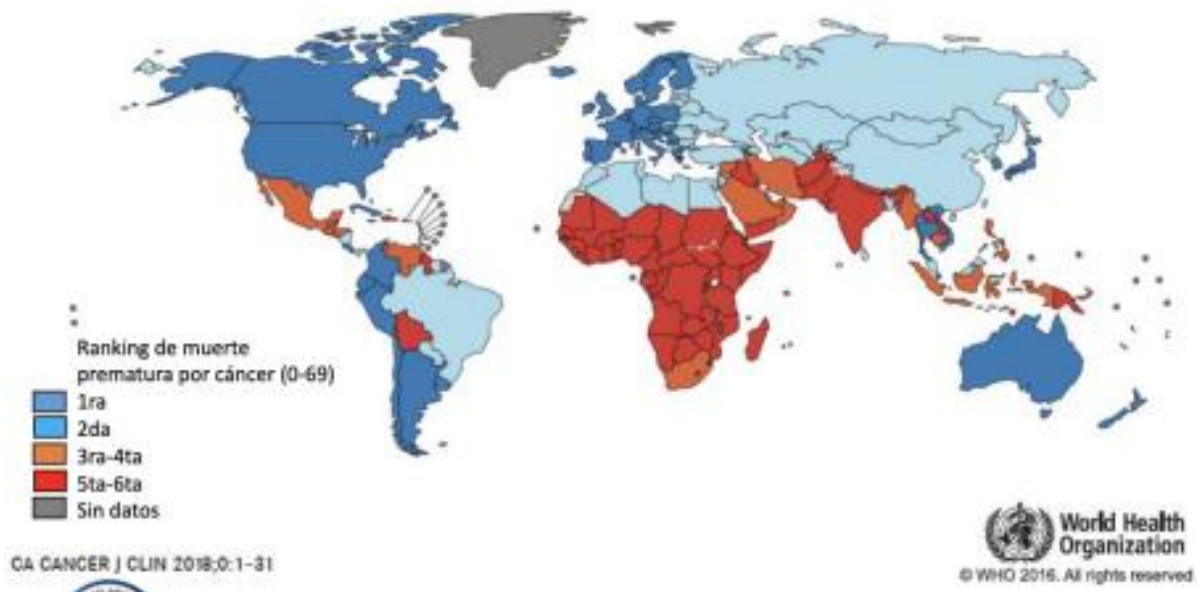 Ranking de muerte
prematura por cáncer (0-69)
1ra
2da
3ra-4ta
5ta-6ta
Sin datos
CA CANCER J CLIN 2018;0:1-31
World Health
Organization
© WHO 2016. All rights reserved